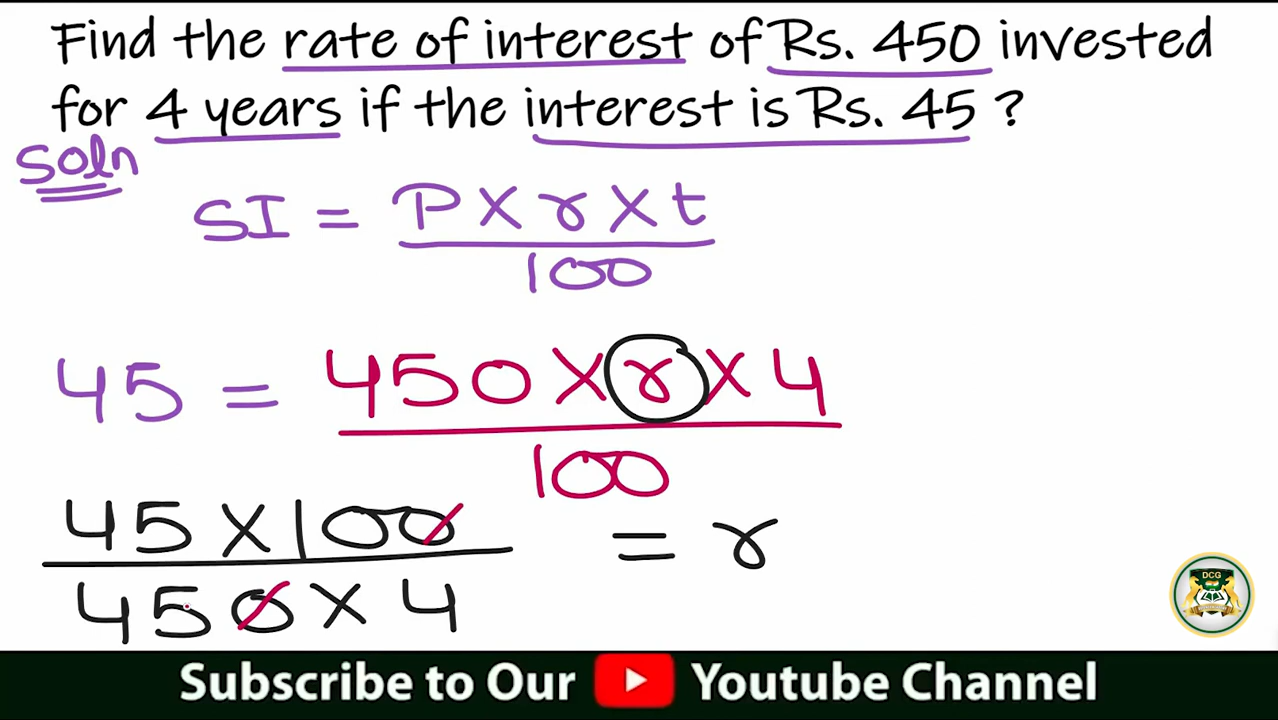 Find the rate of interest of Rs. 450 invested
for 4 years if the interest is Rs. 45 ?
Soln
SI = P X r X t
100
45 = 450 X r X 4
100
45 X 100
450 X 4
= r
DCG
Subscribe to Our Youtube Channel